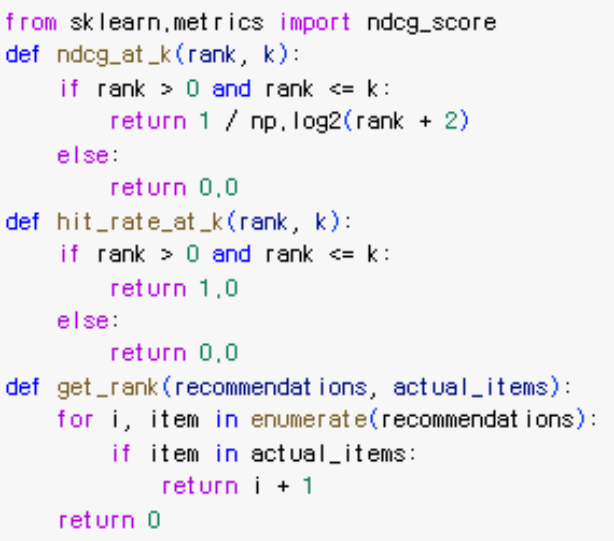 from sklearn.metrics import ndcg_score
def ndcg_at_k(rank, k):
    if rank > 0 and rank <= k:
        return 1 / np.log2(rank + 2)
    else:
        return 0.0
def hit_rate_at_k(rank, k):
    if rank > 0 and rank <= k:
        return 1.0
    else:
        return 0.0
def get_rank(recommendations, actual_items):
    for i, item in enumerate(recommendations):
        if item in actual_items:
            return i + 1
    return 0